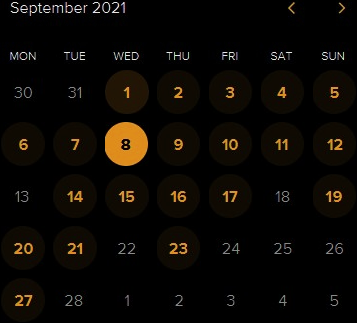 September 2021
MON TUE WED THU FRI SAT SUN
30 31 1 2 3 4 5
6 7 8 9 10 11 12
13 14 15 16 17 18 19
20 21 22 23 24 25 26
27 28 1 2 3 4 5